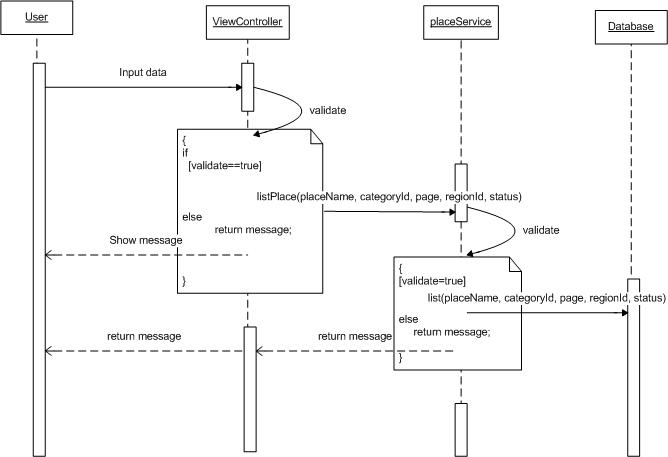 User
ViewController
placeService
Database
Input data
validate
{
if
[validate==true]
listPlace(placeName, categoryId, page, regionId, status)
else
return message;
validate
Show message
{
}
[validate=true]
list(placeName, categoryId, page, regionId, status)
else
return message;
return message
return message
}